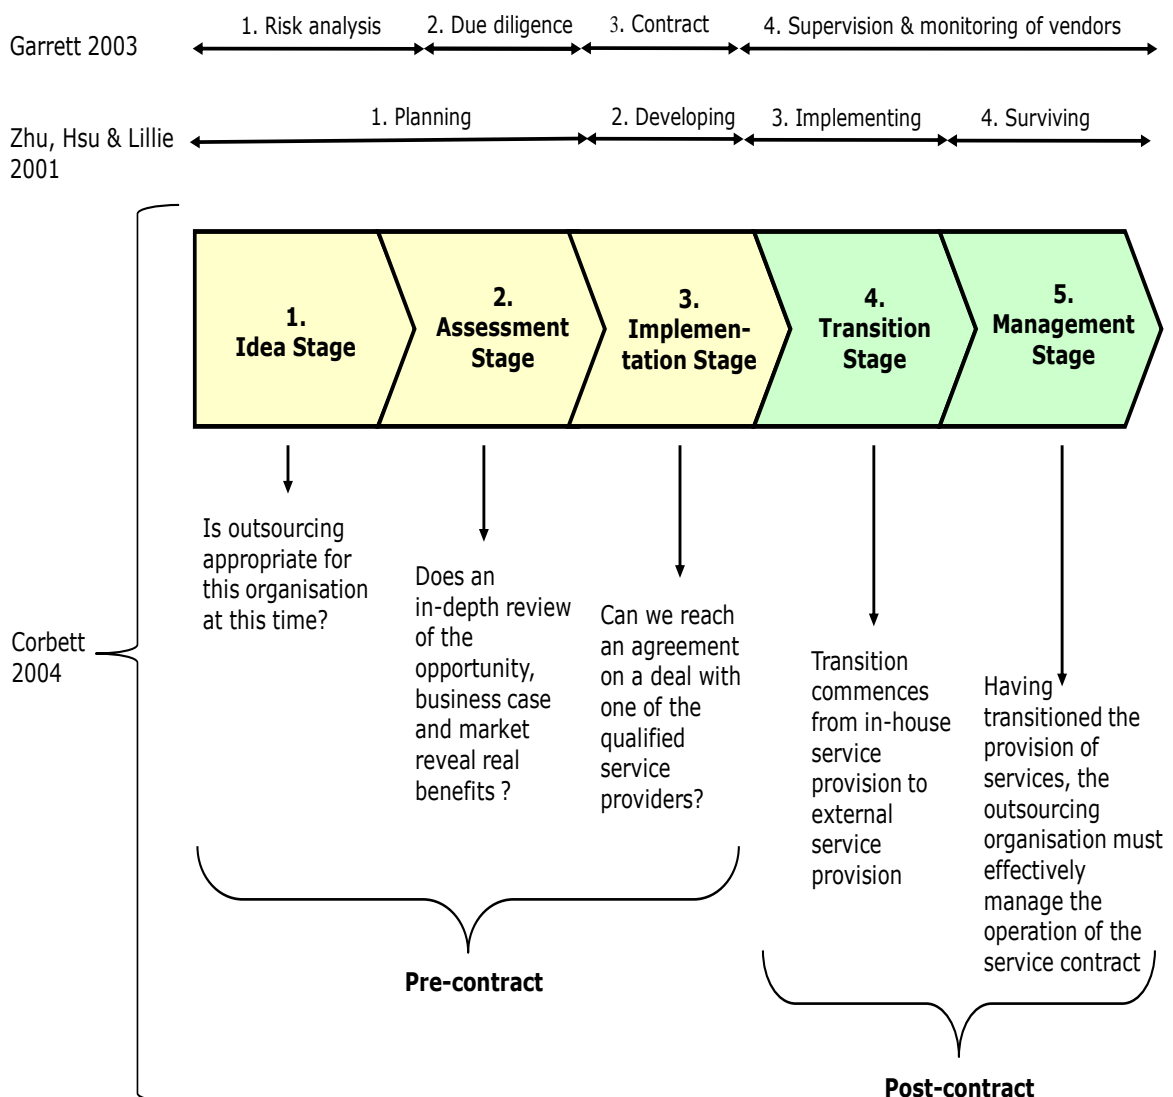 Garrett 2003
1. Risk analysis
2. Due diligence
3. Contract
4. Supervision & monitoring of vendors
Zhu, Hsu & Lillie
2001
1. Planning
2. Developing
3. Implementing
4. Surviving
1.
Idea Stage
2.
Assessment
Stage
3.
Implemen-
tation Stage
4.
Transition
Stage
5.
Management
Stage
Corbett
2004
Is outsourcing
appropriate for
this organisation
at this time?
Does an
in-depth review
of the
opportunity,
business case
and market
reveal real
benefits ?
Can we reach
an agreement
on a deal with
one of the
qualified
service
providers?
Transition
commences
from in-house
service
provision to
external
service
provision
Having
transitioned the
provision of
services, the
outsourcing
organisation must
effectively
manage the
operation of the
service contract
Pre-contract
Post-contract